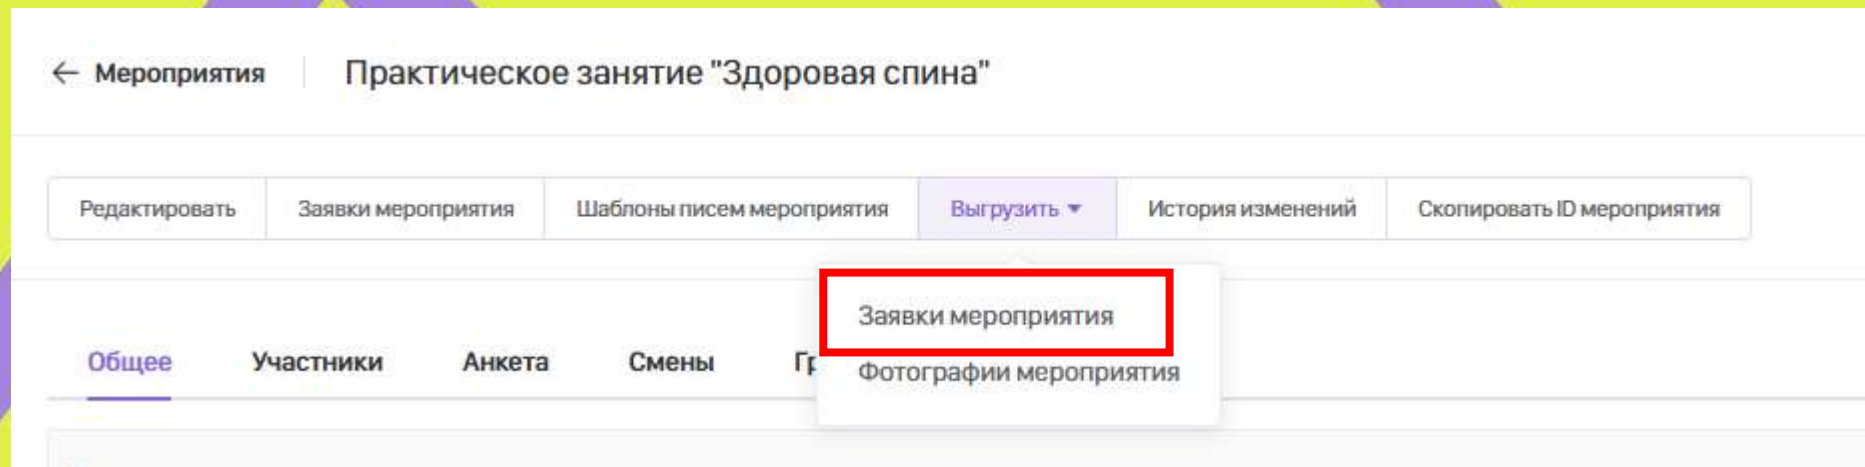 ← Мероприятия Практическое занятие "Здоровая спина"
Редактировать Заявки мероприятия Шаблоны писем мероприятия Выгрузить ▼ История изменений Скопировать ID мероприятия
Заявки мероприятия
Общее Участники Анкета Смены
Фотографии мероприятия